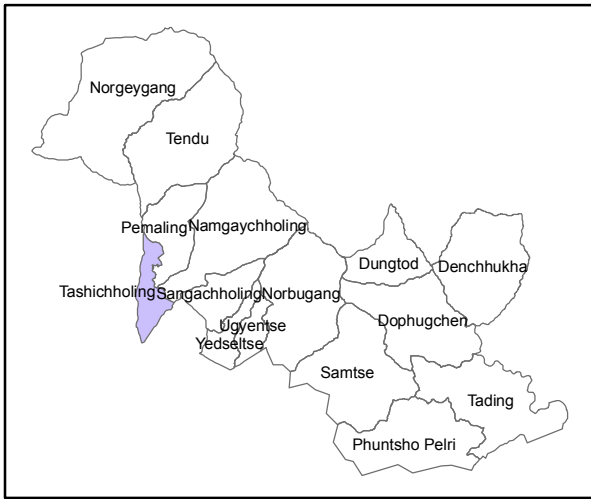 Norgeygang
Tendu
Pemaling
Namgaychholing
Dungtod
Denchhukha
Tashichholing
Sangachholing
Norbugang
Dophugchen
Ugyentse
Yedseltse
Samtse
Tading
Phuntsho Pelri